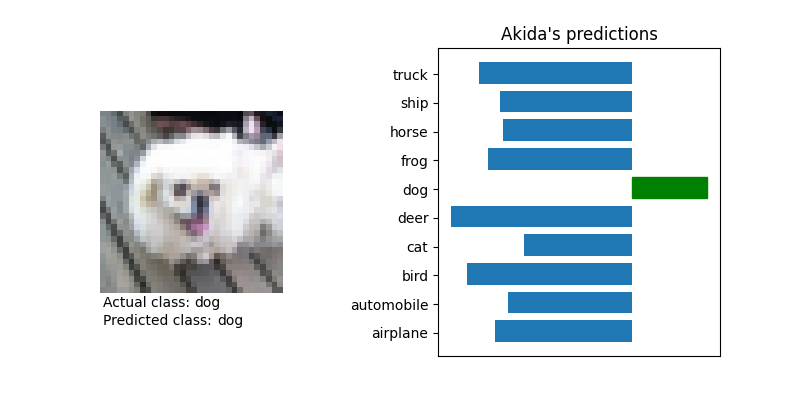 Akida's predictions
truck
ship
horse
frog
dog
deer
cat
bird
automobile
airplane
Actual class: dog
Predicted class: dog